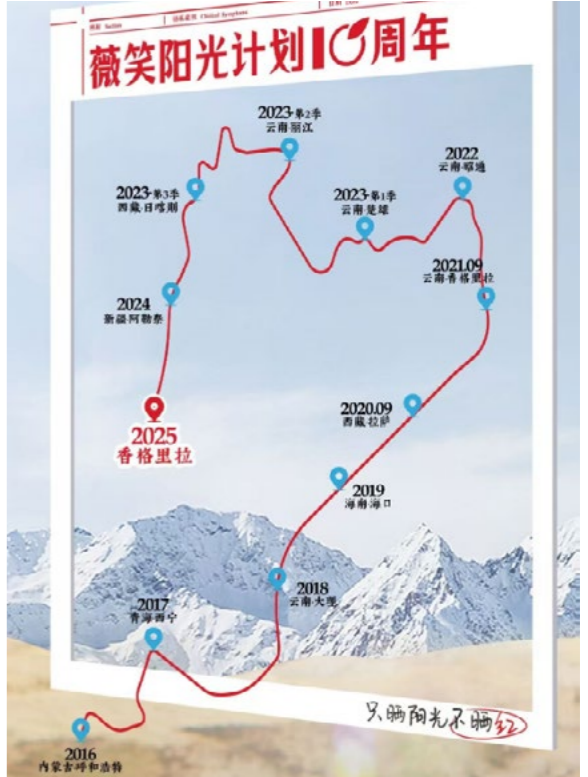 薇笑阳光计划10周年
2023·第2季
云南·丽江
2022
云南·昭通
2023·第3季
西藏·日喀则
2023·第1季
云南·楚雄
2021.09
云南·香格里拉
2024
新疆·阿勒泰
2020.09
西藏·拉萨
2025
香格里拉
2019
海南·海口
2018
云南·大理
2017
青海·西宁
只晒阳光不晒红
2016
内蒙古·呼和浩特